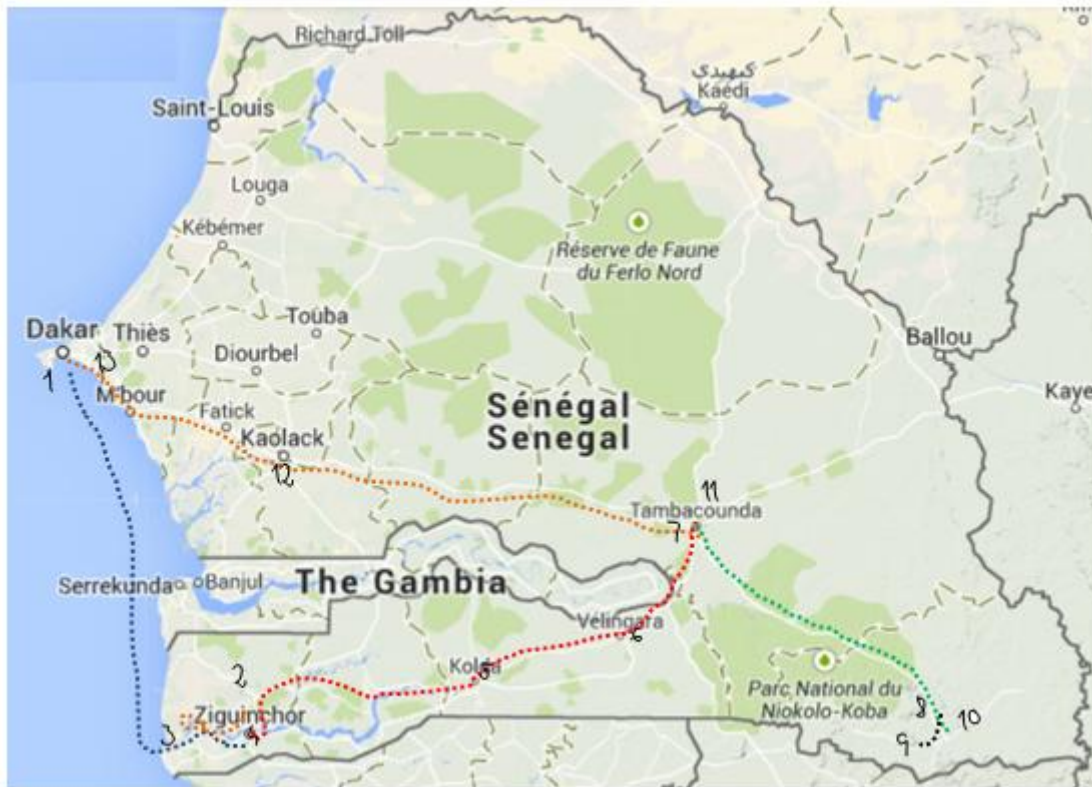 Richard Toll
كيهيدي
Kaedi
Saint-Louis
Louga
Kébémer
Réserve de Faune
du Ferlo Nord
Dakar
Thiès
Touba
Diourbel
Ballou
13
1
M'bour
Fatick
Kaye
Sénégal
Senegal
Kaolack
12
11
Tambacounda
7
Serrekunda
Banjul
The Gambia
Vélingara
6
Kolda
5
2
Parc National du
Niokolo-Koba
Ziguinchor
3
4
8
10
9